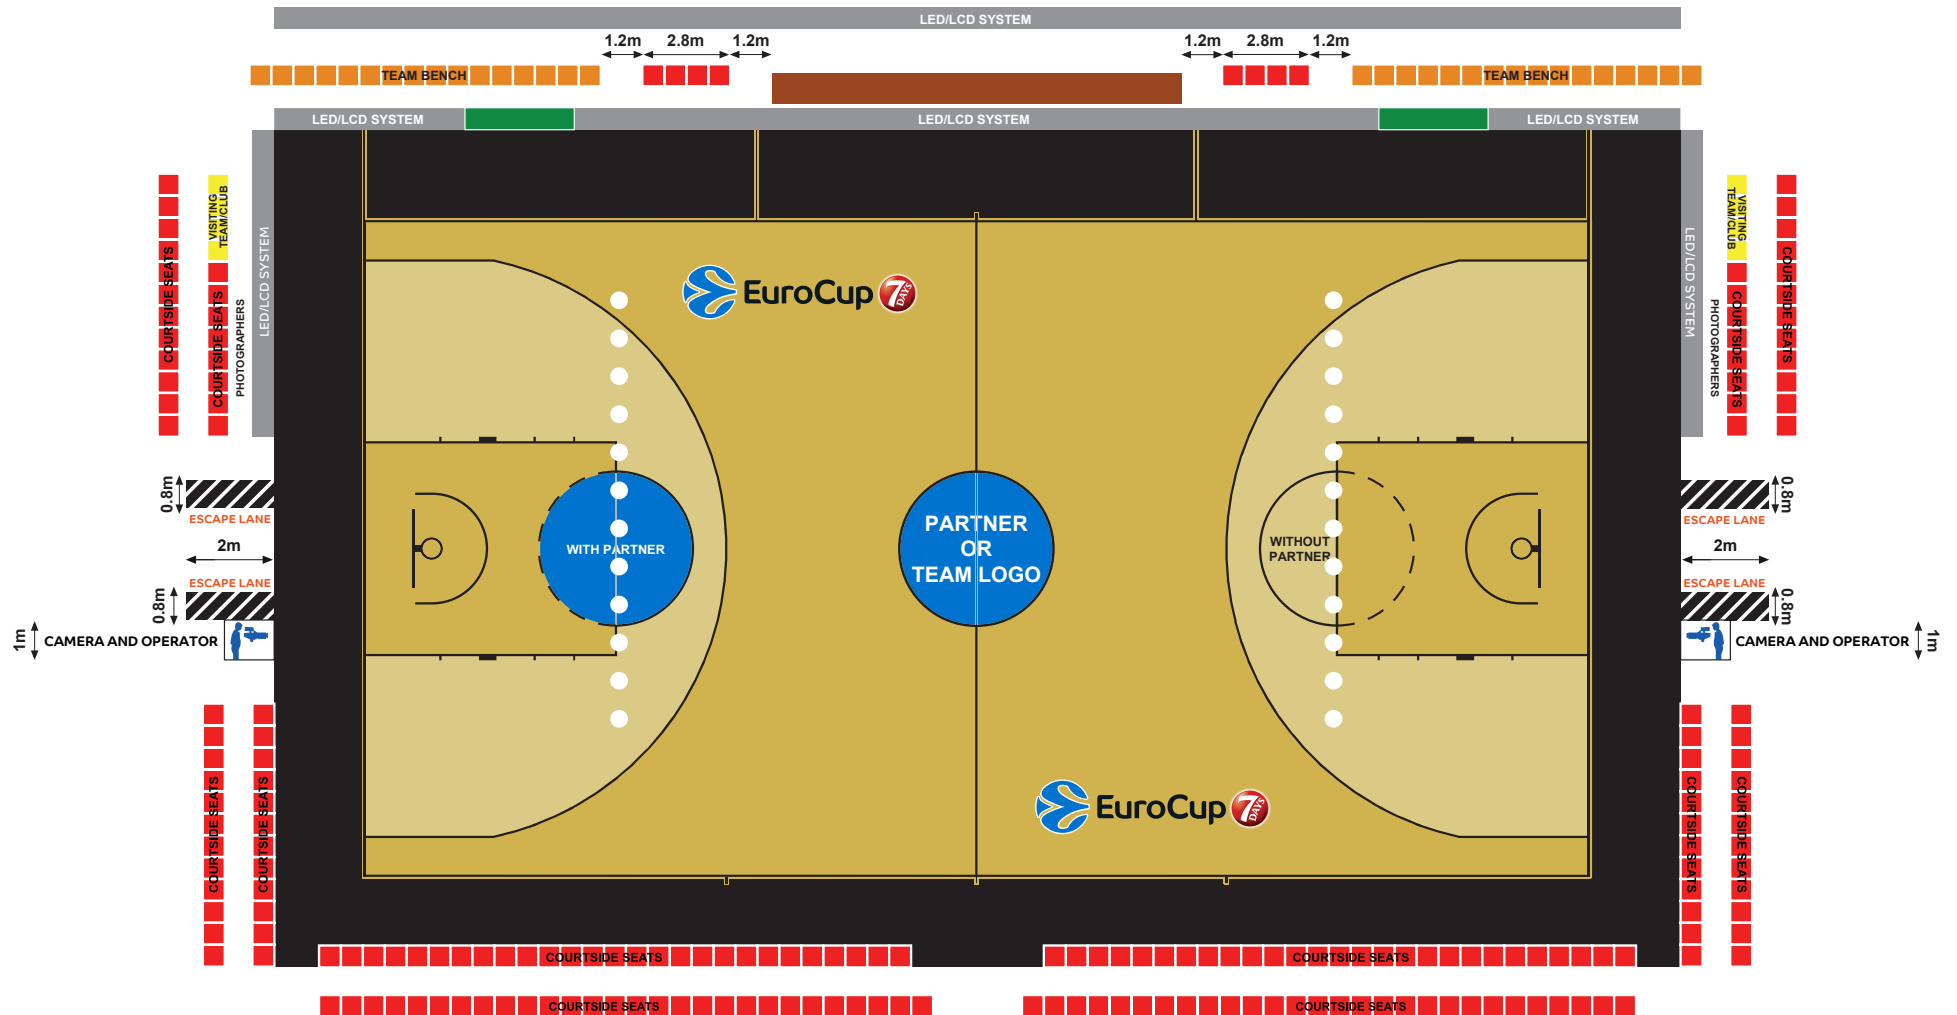 LED/LCD SYSTEM
1.2m
2.8m
1.2m
1.2m
2.8m
1.2m
TEAM BENCH
TEAM BENCH
LED/LCD SYSTEM
LED/LCD SYSTEM
LED/LCD SYSTEM
COURTSIDE SEATS
VISITING
TEAM/CLUB
COURTSIDE SEATS
PHOTOGRAPHERS
LED/LCD SYSTEM
EuroCup
7
DAYS
LED/LCD SYSTEM
PHOTOGRAPHERS
VISITING
TEAM/CLUB
COURTSIDE SEATS
COURTSIDE SEATS
0.8m
ESCAPE LANE
2m
ESCAPE LANE
0.8m
1m
CAMERA AND OPERATOR
WITH PARTNER
PARTNER
OR
TEAM LOGO
WITHOUT
PARTNER
0.8m
ESCAPE LANE
2m
ESCAPE LANE
0.8m
CAMERA AND OPERATOR
1m
EuroCup
7
DAYS
COURTSIDE SEATS
COURTSIDE SEATS
COURTSIDE SEATS
COURTSIDE SEATS
COURTSIDE SEATS
COURTSIDE SEATS
COURTSIDE SEATS
COURTSIDE SEATS